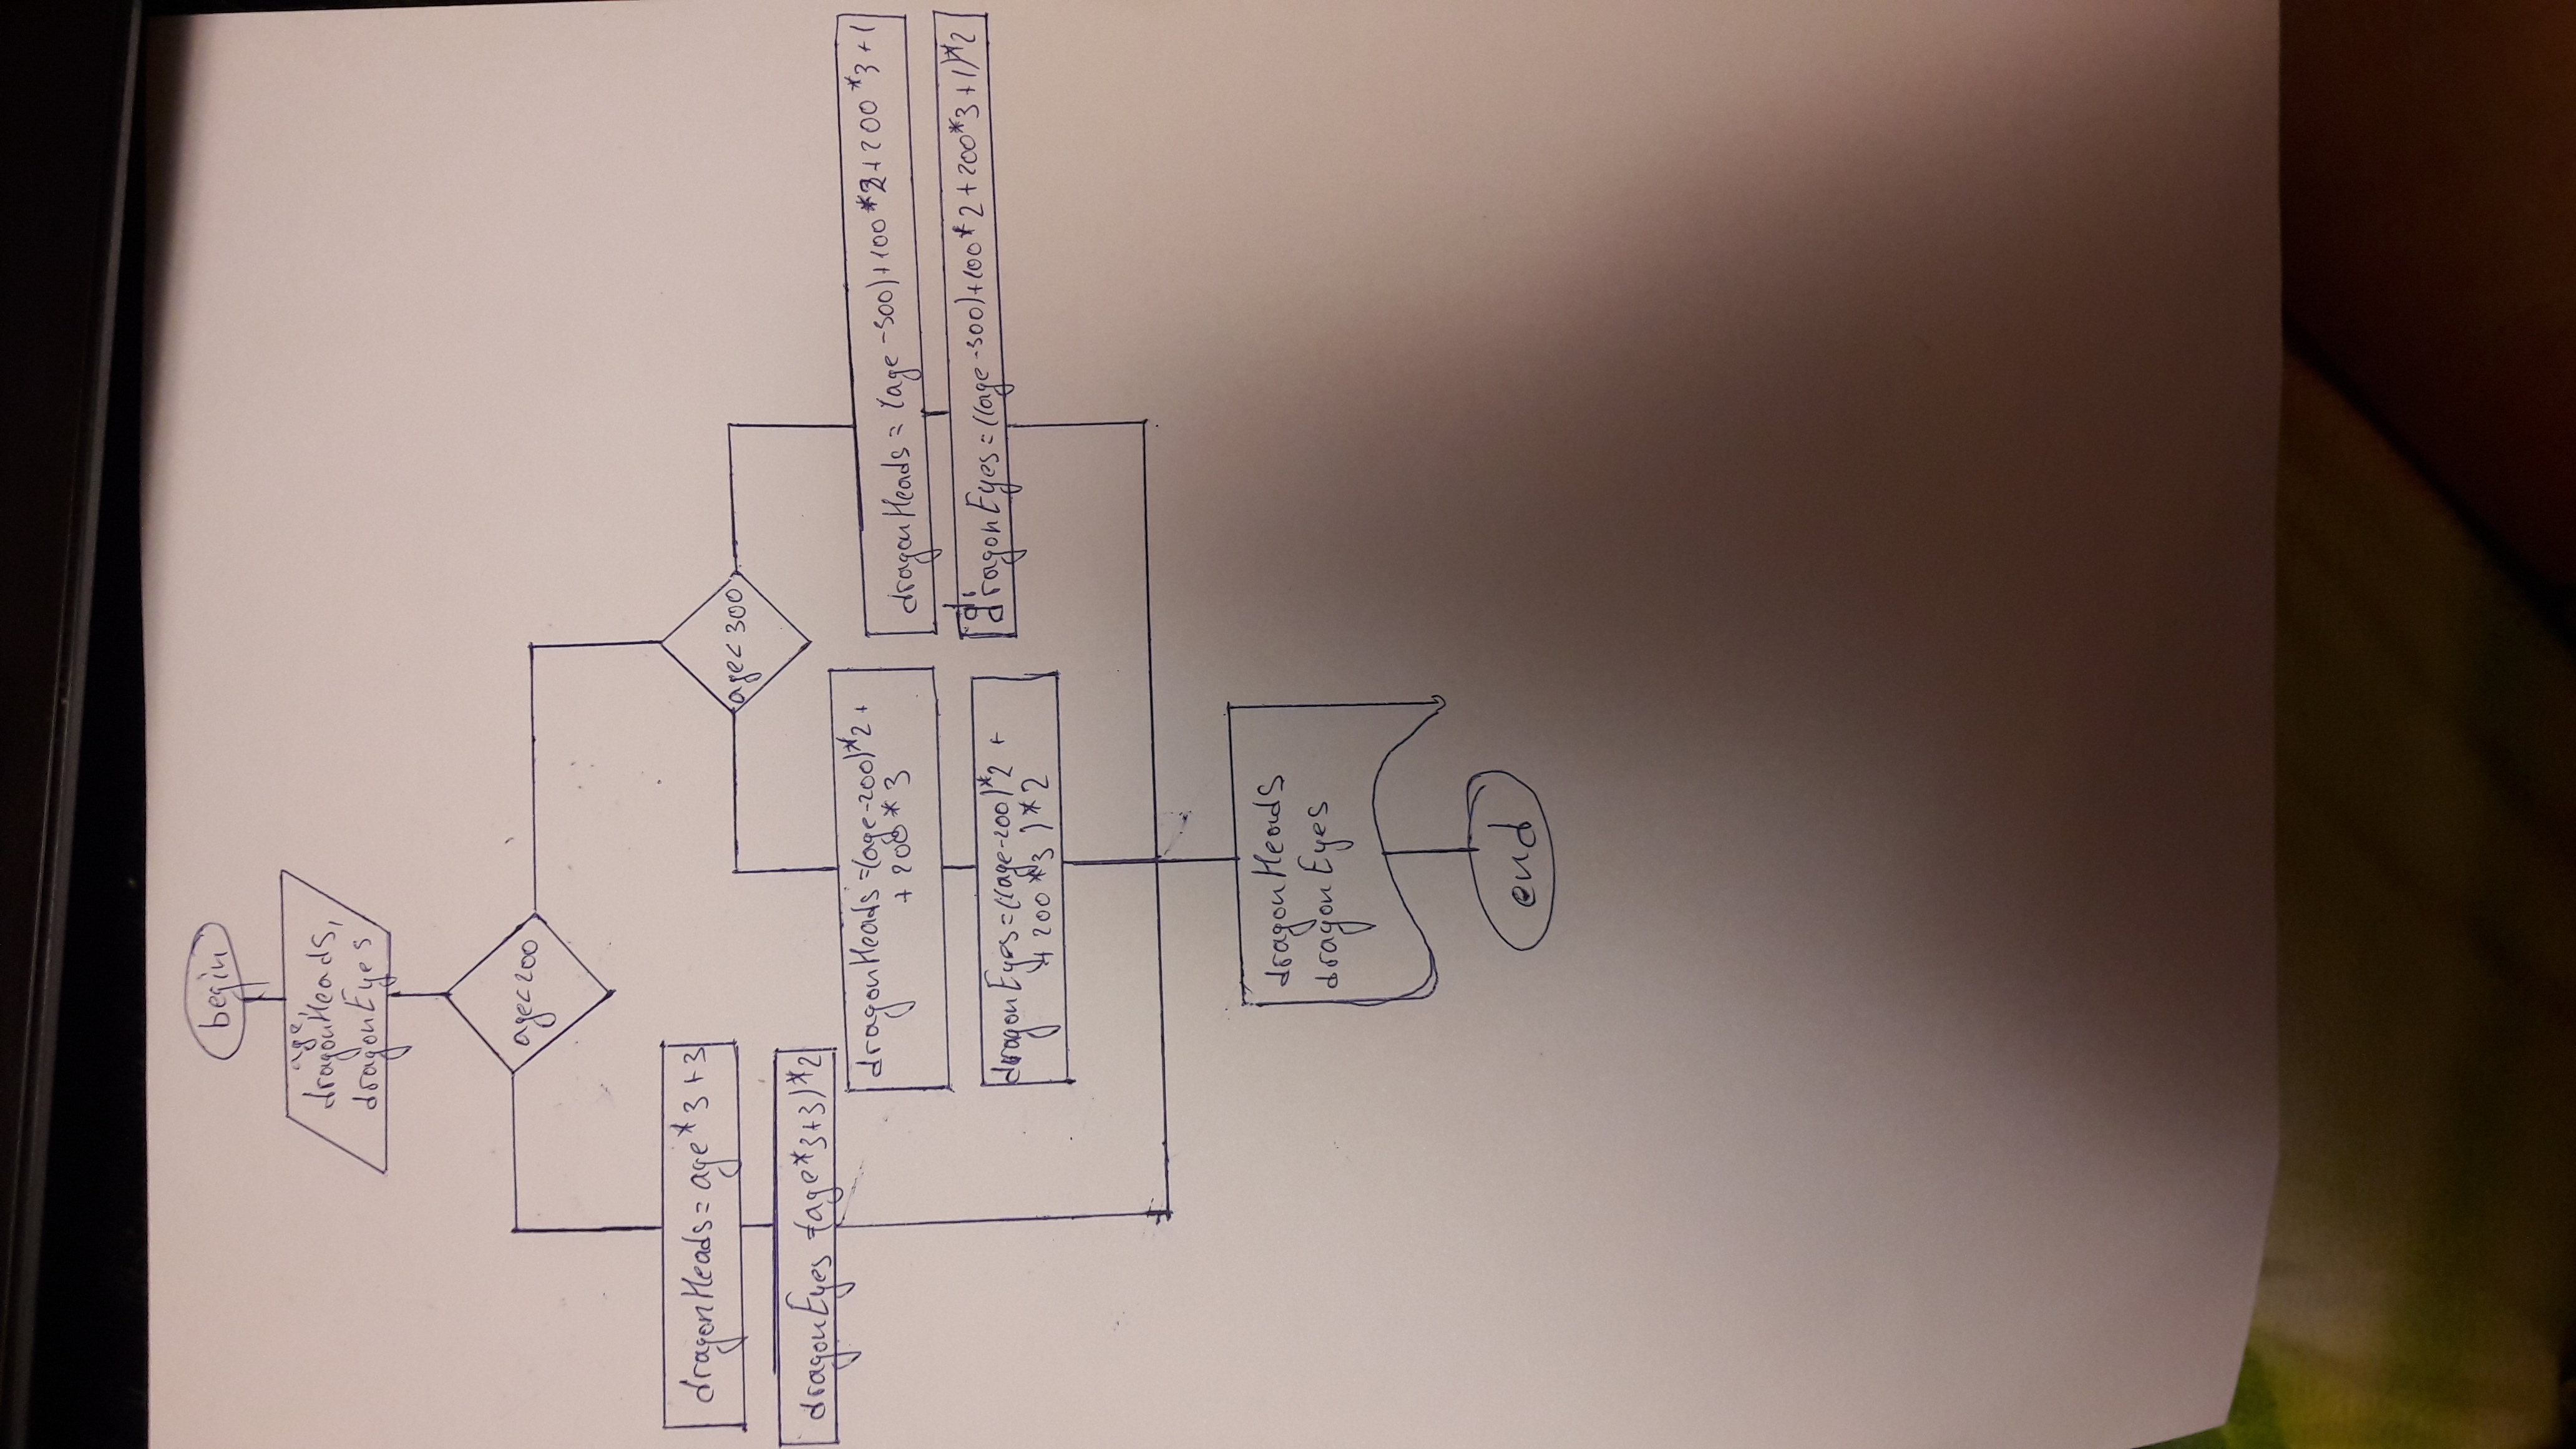 begin
age,
dragonHeads,
dragonEyes
age<200
dragonHeads=age*3+3
dragonEyes=(age*3+3)*2
age<300
dragonHeads=(age-200)*2+
+200*3
dragonEyes=((age-200)*2+
+200*3)*2
dragonHeads=(age-300)+100*2+200*3+1
dragonEyes=((age-300)+100*2+200*3+1)*2
dragonHeads
dragonEyes
end